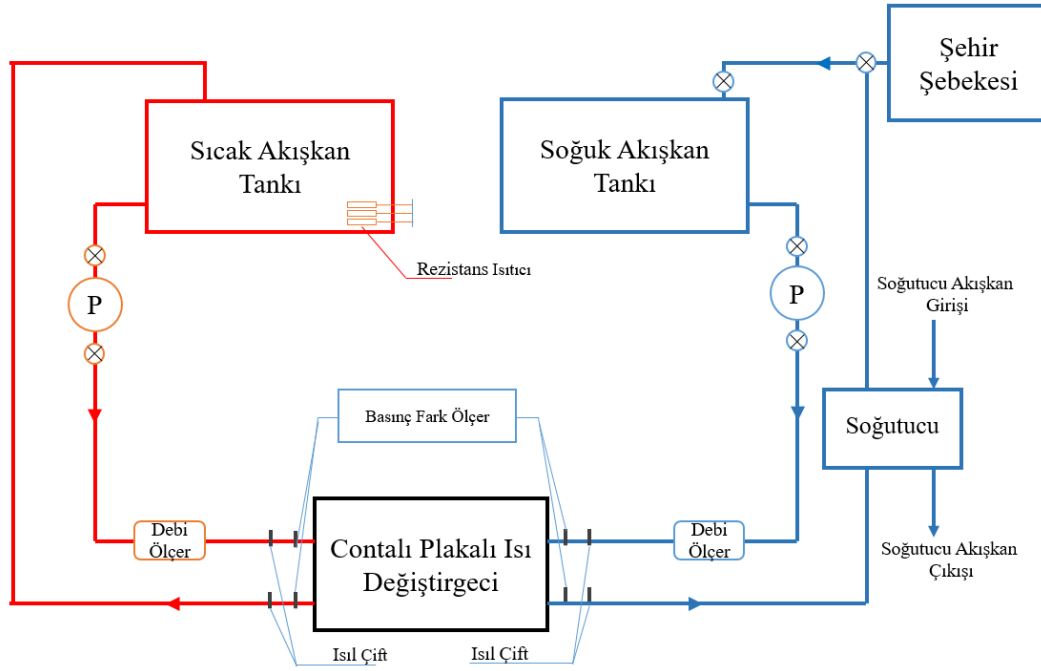 Şehir
Şebekesi
Sıcak Akışkan
Tankı
Soğuk Akışkan
Tankı
Rezistans Isıtıcı
P
P
Soğutucu Akışkan
Girişi
Basınç Fark Ölçer
Soğutucu
Debi
Ölçer
Contalı Plakalı Isı
Değiştirgeci
Debi
Ölçer
Soğutucu Akışkan
Çıkışı
Isıl Çift
Isıl Çift